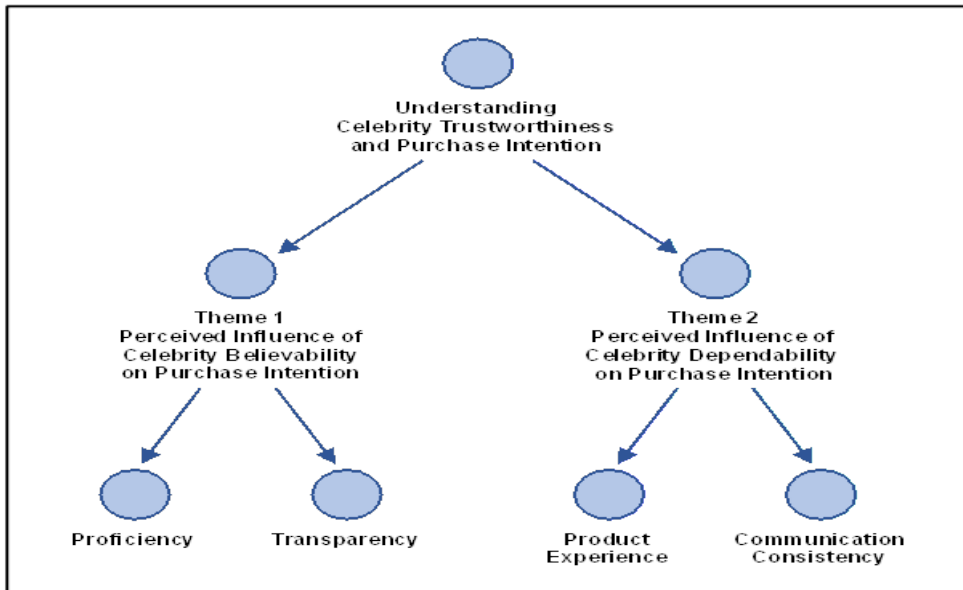 Understanding
Celebrity Trustworthiness
and Purchase Intention
Theme 1
Perceived Influence of
Celebrity Believability
on Purchase Intention
Theme 2
Perceived Influence of
Celebrity Dependability
on Purchase Intention
Proficiency
Transparency
Product
Experience
Communication
Consistency